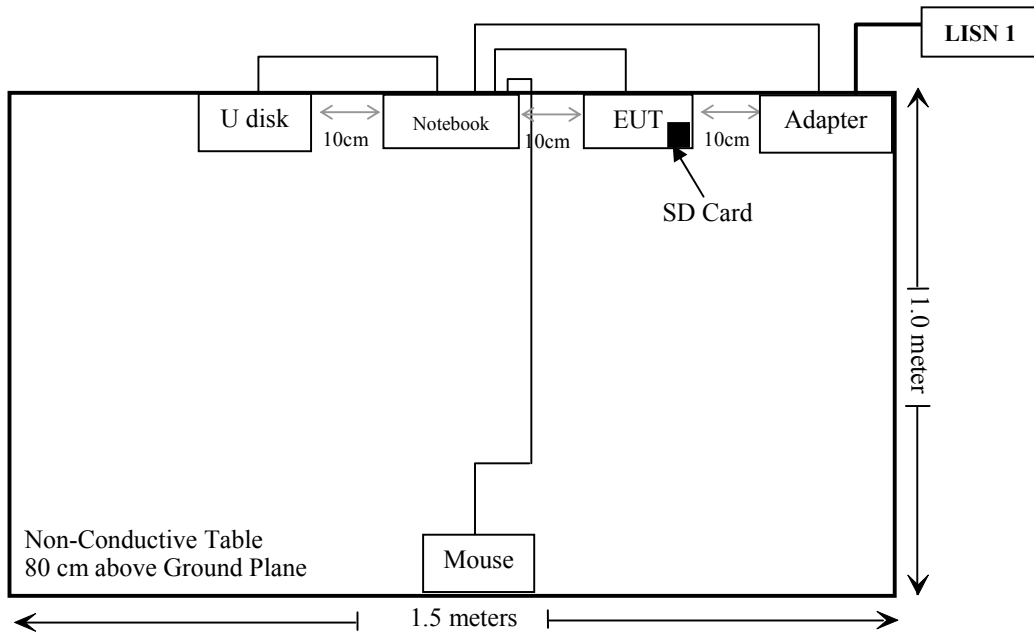 LISN 1
U disk
Notebook
EUT
Adapter
10cm
10cm
10cm
SD Card
1.0 meter
Non-Conductive Table
80 cm above Ground Plane
Mouse
1.5 meters